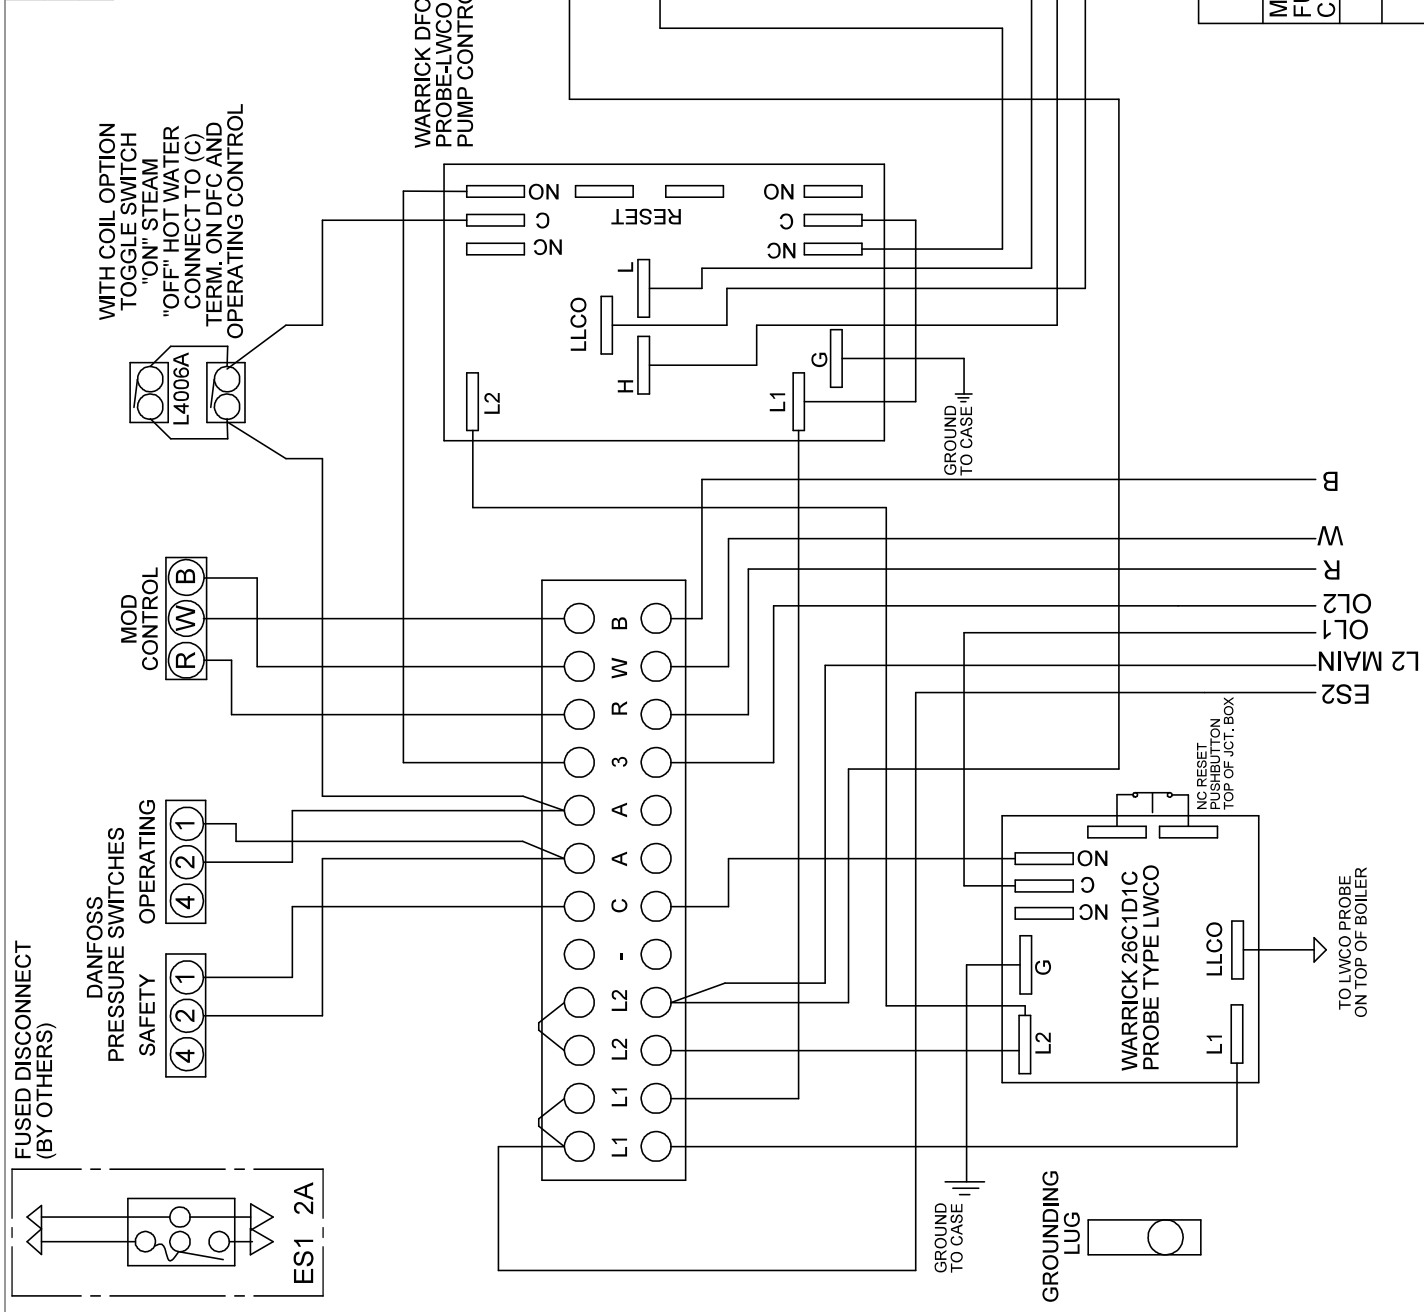 FUSED DISCONNECT
(BY OTHERS)
ES1 2A
DANFOSS
PRESSURE SWITCHES
SAFETY
OPERATING
4 2 1
4 2 1
MOD
CONTROL
R W B
WITH COIL OPTION
TOGGLE SWITCH
"ON" STEAM
"OFF" HOT WATER
CONNECT TO (C)
TERM. ON DFC AND
OPERATING CONTROL
L4006A
L1 L1 L2 L2 - C A A 3 R W B
WARRICK DFC
PROBE-LWCO
PUMP CONTRO
L2
H
LLCO
L
NC
C
NO
RESET
L1
G
NC
C
NO
GROUND
TO CASE
B
W
R
OL2
OL1
L2 MAIN
ES2
GROUND
TO CASE
GROUNDING
LUG
L2
G
NC
C
NO
WARRICK 26C1D1C
PROBE TYPE LWCO
L1
LLCO
NC RESET
PUSHBUTTON
TOP OF JCT. BOX
TO LWCO PROBE
ON TOP OF BOILER
M
FU
C